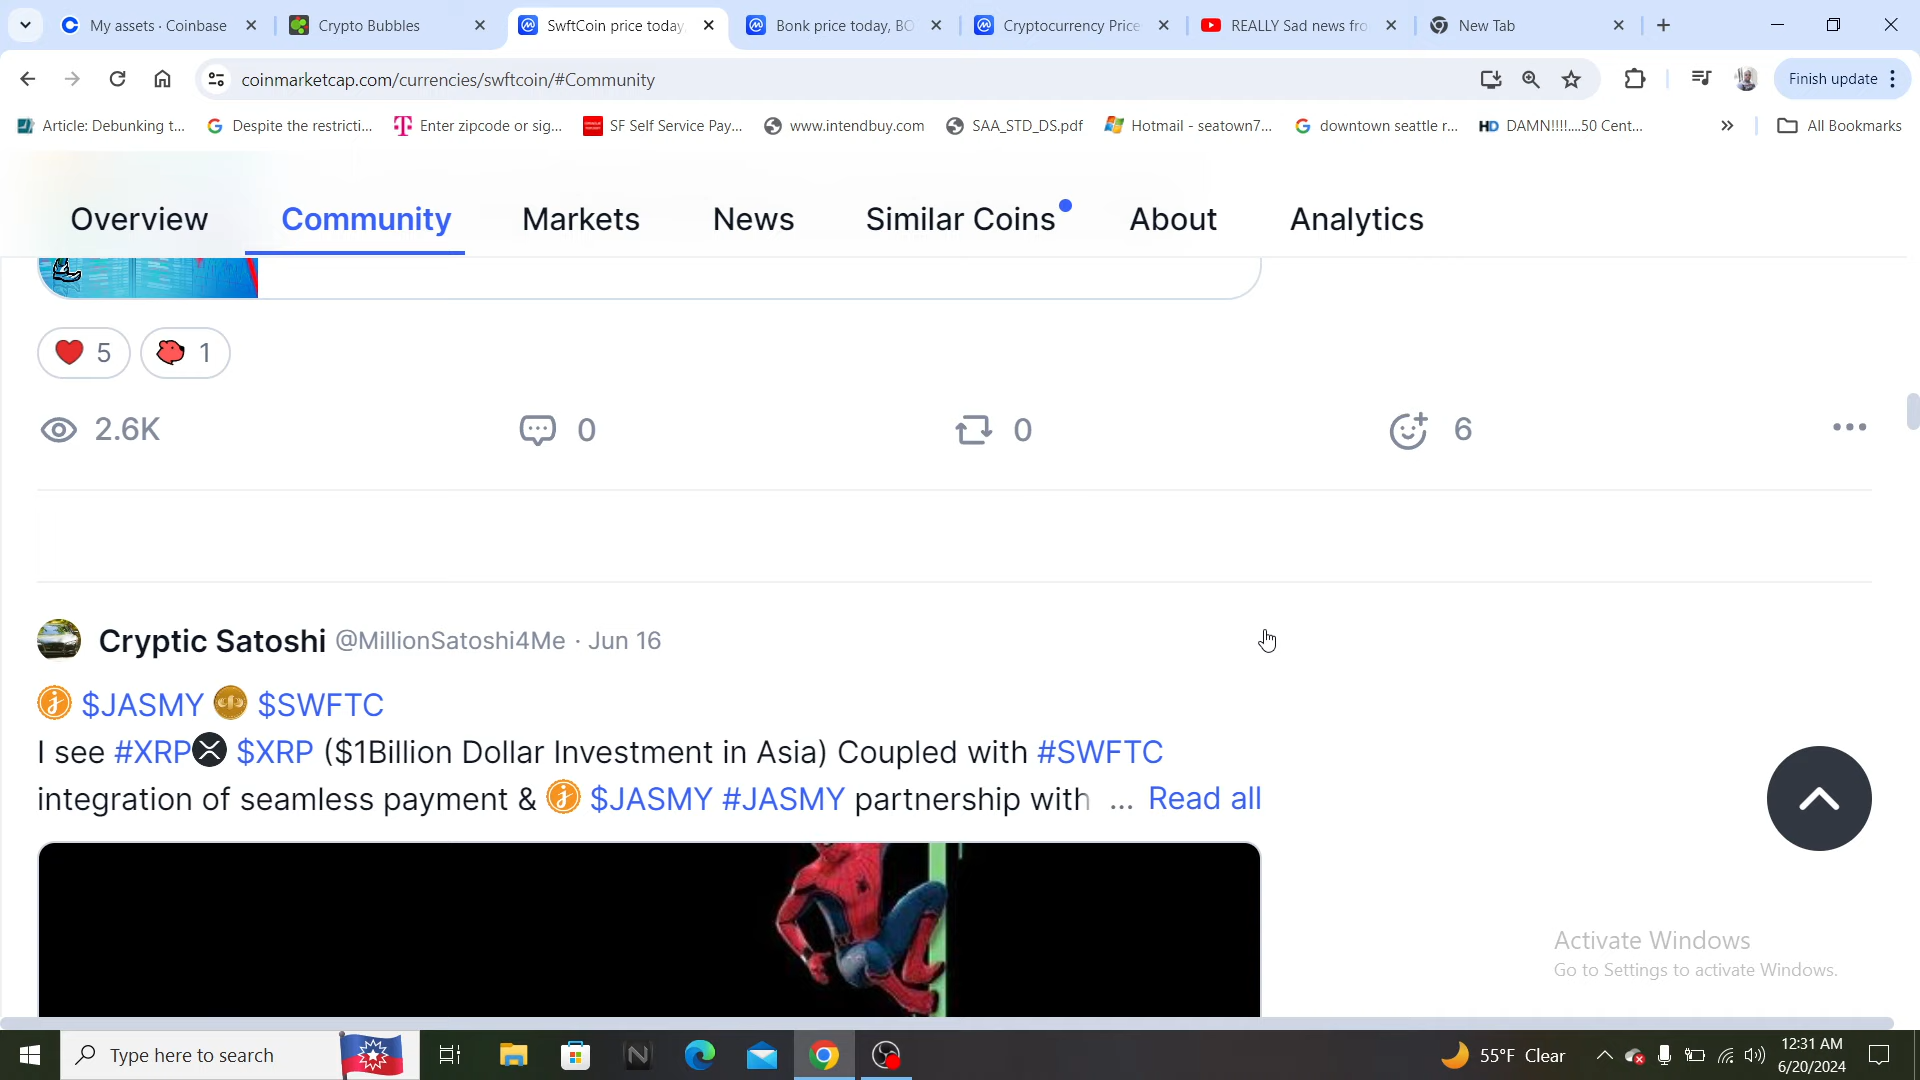 My assets · Coinbase
Crypto Bubbles
SwftCoin price today,
Bonk price today, BO
Cryptocurrency Price
REALLY Sad news fro
New Tab
coinmarketcap.com/currencies/swftcoin/#Community
Finish update
Article: Debunking t...
Despite the restricti...
Enter zipcode or sig...
SF Self Service Pay...
www.intendbuy.com
SAA_STD_DS.pdf
Hotmail - seatown7...
downtown seattle r...
HD DAMN!!!!....50 Cent...
All Bookmarks
Overview
Community
Markets
News
Similar Coins
About
Analytics
5
1
2.6K
0
0
6
Cryptic Satoshi @MillionSatoshi4Me · Jun 16
$JASMY $SWFTC
I see #XRP $XRP ($1Billion Dollar Investment in Asia) Coupled with #SWFTC
integration of seamless payment & $JASMY #JASMY partnership with ... Read all
Activate Windows
Go to Settings to activate Windows.
Type here to search
55°F Clear
12:31 AM
6/20/2024